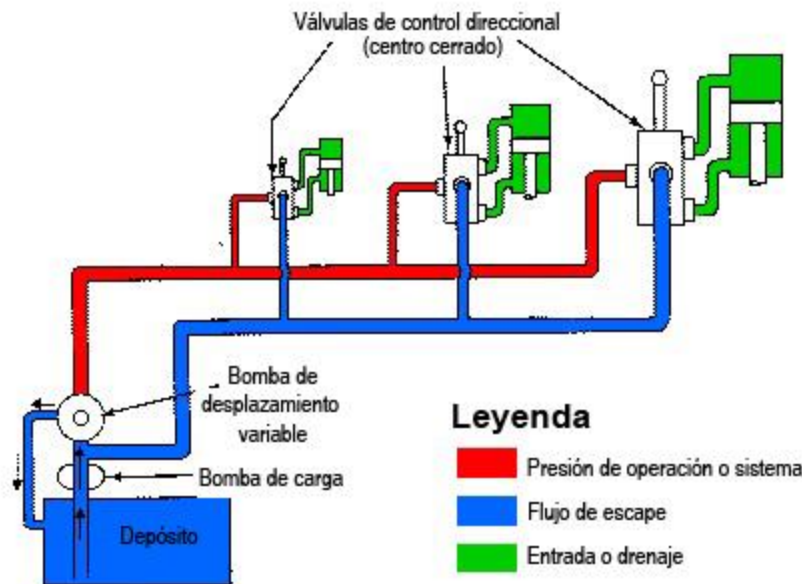 Válvulas de control direccional
(centro cerrado)
Bomba de
desplazamiento
variable
Bomba de carga
Depósito
Leyenda
Presión de operación o sistema
Flujo de escape
Entrada o drenaje